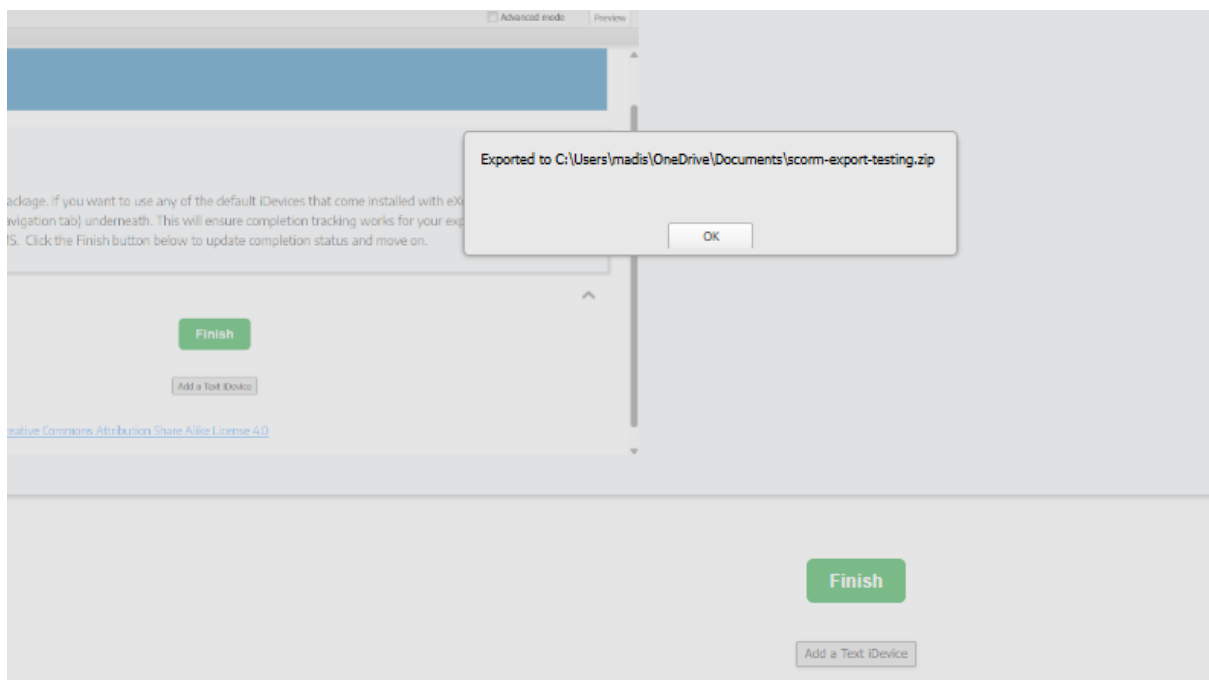 Advanced mode Preview
Exported to C:\Users\madis\OneDrive\Documents\scorm-export-testing.zip
OK
ackage. If you want to use any of the default iDevices that come installed with eX
avigation tab) underneath. This will ensure completion tracking works for your exp
MS. Click the Finish button below to update completion status and move on.
Finish
Add a Text iDevice
reative Commons Attribution Share Alike License 4.0
Finish
Add a Text iDevice